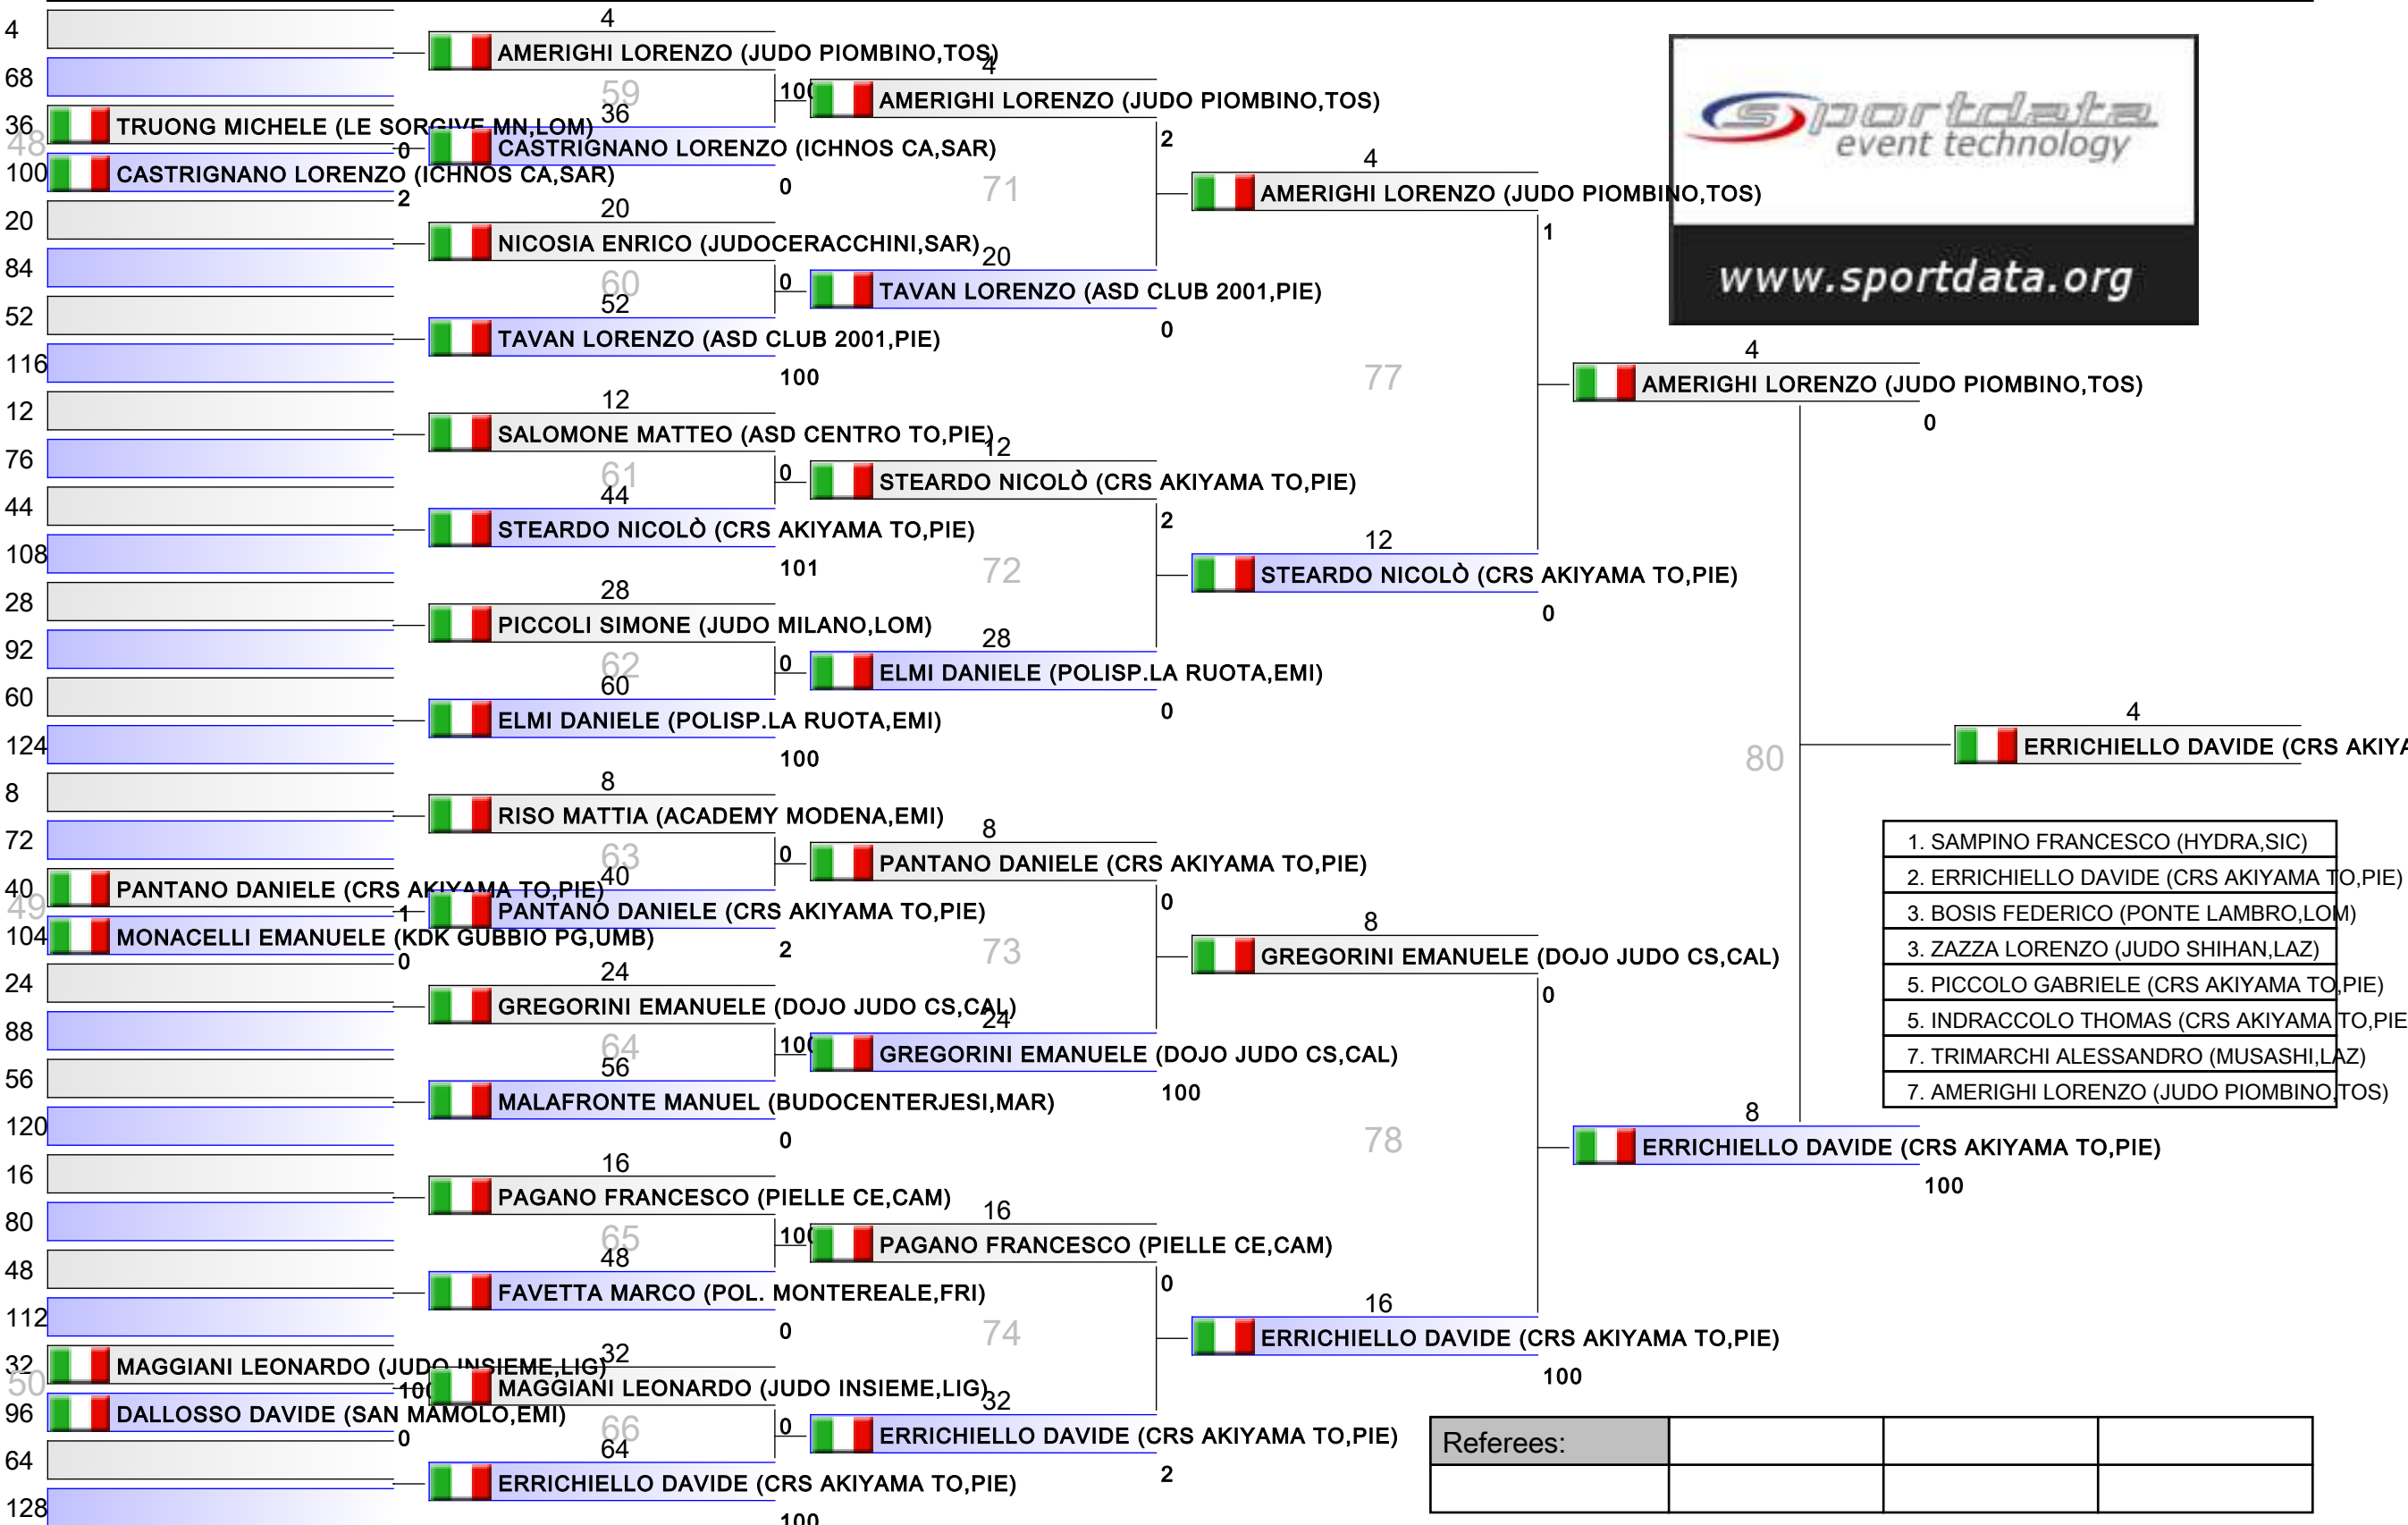 4
68
36
TRUONG MICHELE (LE SORGIVE MN,LOM)
48
0
100
CASTRIGNANO LORENZO (ICHNOS CA,SAR)
2
20
84
52
116
12
76
44
108
28
92
60
124
8
72
40
PANTANO DANIELE (CRS AKIYAMA TO,PIE)
49
1
104
MONACELLI EMANUELE (KDK GUBBIO PG,UMB)
0
24
88
56
120
16
80
48
112
32
MAGGIANI LEONARDO (JUDO INSIEME,LIG)
50
100
96
DALLOSSO DAVIDE (SAN MAMOLO,EMI)
0
64
128
4
AMERIGHI LORENZO (JUDO PIOMBINO,TOS)
59
100
36
CASTRIGNANO LORENZO (ICHNOS CA,SAR)
0
20
NICOSIA ENRICO (JUDOCERACCHINI,SAR)
60
0
52
TAVAN LORENZO (ASD CLUB 2001,PIE)
100
12
SALOMONE MATTEO (ASD CENTRO TO,PIE)
61
0
44
STEARDO NICOLÒ (CRS AKIYAMA TO,PIE)
101
28
PICCOLI SIMONE (JUDO MILANO,LOM)
62
0
60
ELMI DANIELE (POLISP.LA RUOTA,EMI)
100
8
RISO MATTIA (ACADEMY MODENA,EMI)
63
0
40
PANTANO DANIELE (CRS AKIYAMA TO,PIE)
2
24
GREGORINI EMANUELE (DOJO JUDO CS,CAL)
64
100
56
MALAFRONTE MANUEL (BUDOCENTERJESI,MAR)
0
16
PAGANO FRANCESCO (PIELLE CE,CAM)
65
100
48
FAVETTA MARCO (POL. MONTEREALE,FRI)
0
32
MAGGIANI LEONARDO (JUDO INSIEME,LIG)
66
0
64
ERRICHIELLO DAVIDE (CRS AKIYAMA TO,PIE)
100
4
AMERIGHI LORENZO (JUDO PIOMBINO,TOS)
2
71
20
TAVAN LORENZO (ASD CLUB 2001,PIE)
0
12
STEARDO NICOLÒ (CRS AKIYAMA TO,PIE)
2
72
28
ELMI DANIELE (POLISP.LA RUOTA,EMI)
0
8
PANTANO DANIELE (CRS AKIYAMA TO,PIE)
0
73
24
GREGORINI EMANUELE (DOJO JUDO CS,CAL)
100
16
PAGANO FRANCESCO (PIELLE CE,CAM)
0
74
32
ERRICHIELLO DAVIDE (CRS AKIYAMA TO,PIE)
2
4
AMERIGHI LORENZO (JUDO PIOMBINO,TOS)
1
77
12
STEARDO NICOLÒ (CRS AKIYAMA TO,PIE)
0
8
GREGORINI EMANUELE (DOJO JUDO CS,CAL)
0
78
16
ERRICHIELLO DAVIDE (CRS AKIYAMA TO,PIE)
100
sportdata
event technology
www.sportdata.org
4
AMERIGHI LORENZO (JUDO PIOMBINO,TOS)
0
80
8
ERRICHIELLO DAVIDE (CRS AKIYAMA TO,PIE)
100
4
ERRICHIELLO DAVIDE (CRS AKIYA
1. SAMPINO FRANCESCO (HYDRA,SIC)
2. ERRICHIELLO DAVIDE (CRS AKIYAMA TO,PIE)
3. BOSIS FEDERICO (PONTE LAMBRO,LOM)
3. ZAZZA LORENZO (JUDO SHIHAN,LAZ)
5. PICCOLO GABRIELE (CRS AKIYAMA TO,PIE)
5. INDRACCOLO THOMAS (CRS AKIYAMA TO,PIE
7. TRIMARCHI ALESSANDRO (MUSASHI,LAZ)
7. AMERIGHI LORENZO (JUDO PIOMBINO,TOS)
Referees: